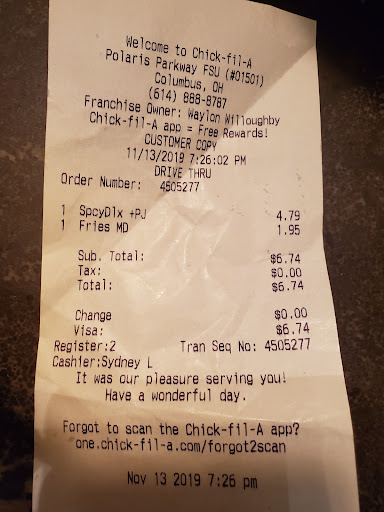 Welcome to Chick-fil-A
Polaris Parkway FSU (#01501)
Columbus, OH
(614) 888-8787
Franchise Owner: Waylon Willoughby
Chick-fil-A app = Free Rewards!
CUSTOMER COPY
11/13/2019 7:26:02 PM
DRIVE THRU
Order Number: 4505277
1 SpcyDlx +PJ 4.79
1 Fries MD 1.95
Sub. Total: $6.74
Tax: $0.00
Total: $6.74
Change $0.00
Visa: $6.74
Register:2 Tran Seq No: 4505277
Cashier:Sydney L
It was our pleasure serving you!
Have a wonderful day.
Forgot to scan the Chick-fil-A app?
one.chick-fil-a.com/forgot2scan
Nov 13 2019 7:26 pm